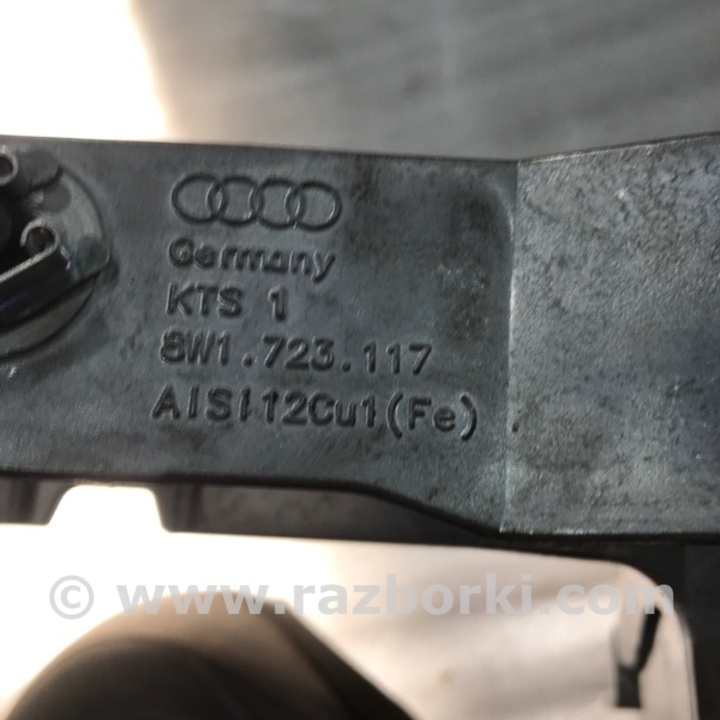 Germany
KTS 1
8W1.723.117
AlSi12Cu1(Fe)
© www.razborki.com